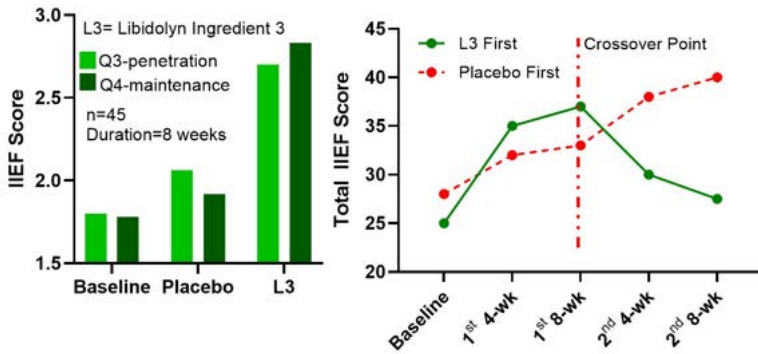 L3= Libidolyn Ingredient 3
Q3-penetration
Q4-maintenance
n=45
Duration=8 weeks
IIEF Score
3.0
2.5
2.0
1.5
Baseline Placebo L3
L3 First
Placebo First
Crossover Point
Total IIEF Score
45
40
35
30
25
20
Baseline
1st 4-wk
1st 8-wk
2nd 4-wk
2nd 8-wk